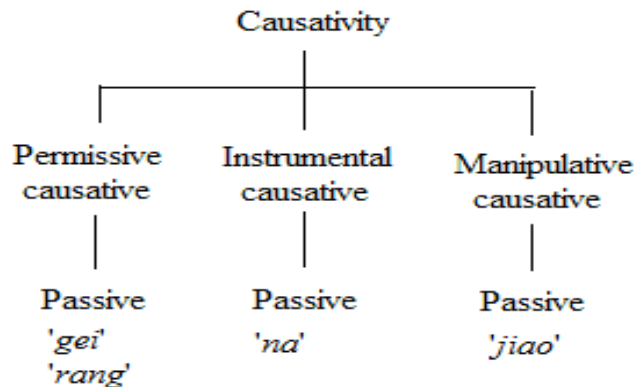 Causativity
Permissive
causative
Instrumental
causative
Manipulative
causative
Passive
'gei'
'rang'
Passive
'na'
Passive
'jiao'